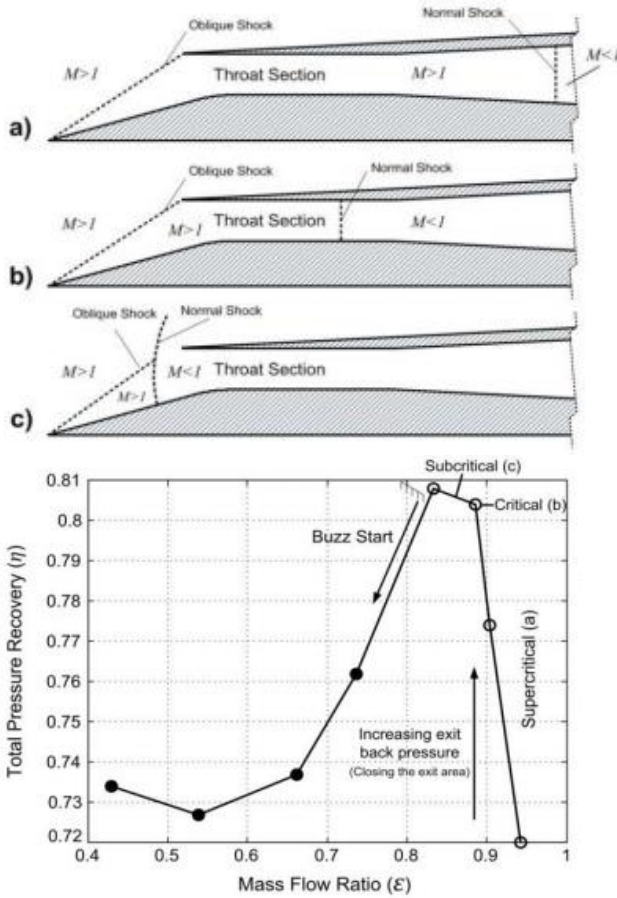 Oblique Shock
Normal Shock
M>1
Throat Section
M>1
M<1
a)
Oblique Shock
Normal Shock
M>1
M>1
Throat Section
M<1
b)
Oblique Shock
Normal Shock
M>1
M<1
Throat Section
M>1
c)
Total Pressure Recovery (η)
0.81
0.8
0.79
0.78
0.77
0.76
0.75
0.74
0.73
0.72
Subcritical (c)
Critical (b)
Buzz Start
Supercritical (a)
Increasing exit
back pressure
(Closing the exit area)
0.4
0.5
0.6
0.7
0.8
0.9
1
Mass Flow Ratio (ε)